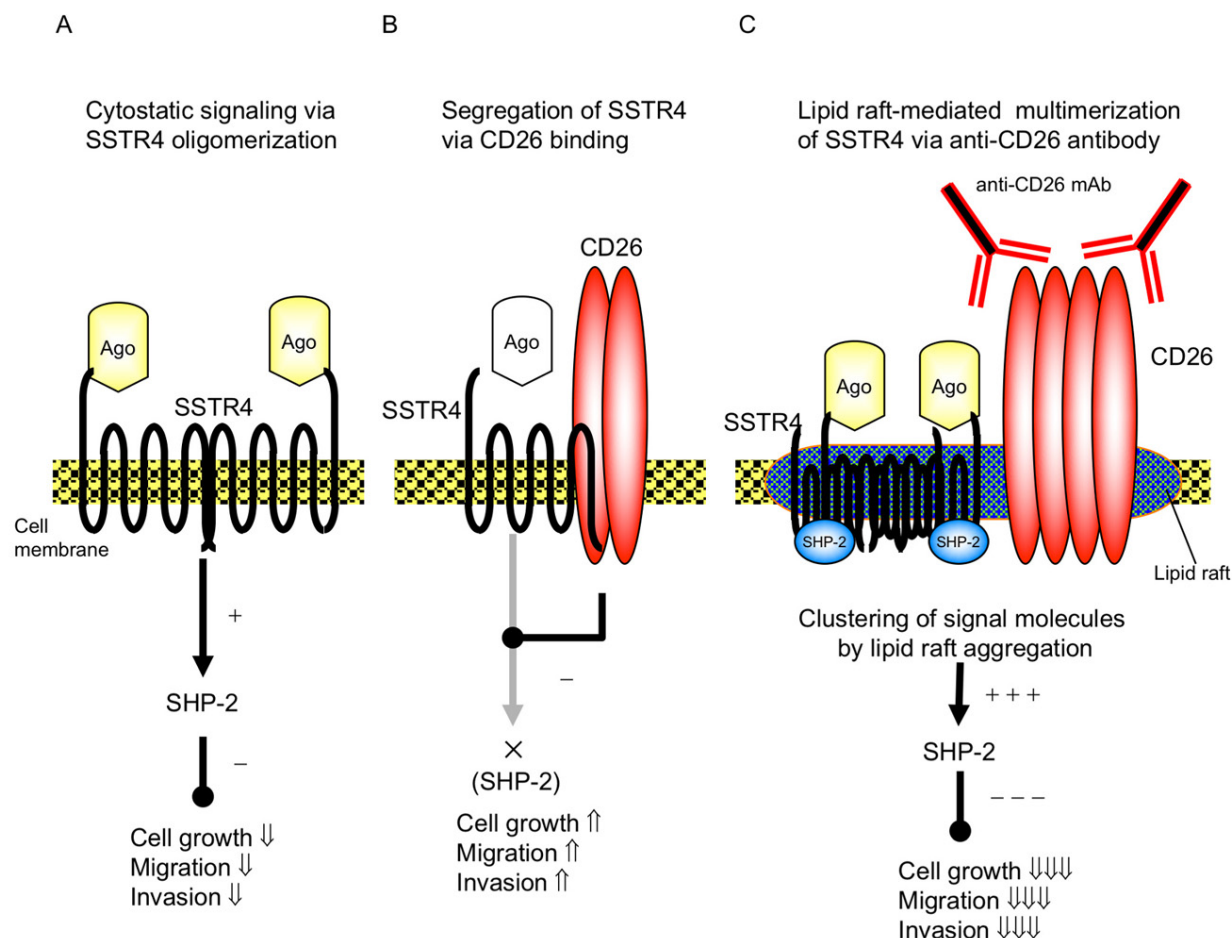 A
Cytostatic signaling via
SSTR4 oligomerization
Ago
Ago
SSTR4
Cell
membrane
+
SHP-2
–
Cell growth ⇓
Migration ⇓
Invasion ⇓
B
Segregation of SSTR4
via CD26 binding
CD26
Ago
SSTR4
–
×
(SHP-2)
Cell growth ⇑
Migration ⇑
Invasion ⇑
C
Lipid raft-mediated multimerization
of SSTR4 via anti-CD26 antibody
anti-CD26 mAb
CD26
Ago
Ago
SSTR4
SHP-2
SHP-2
Lipid raft
Clustering of signal molecules
by lipid raft aggregation
+ + +
SHP-2
– – –
Cell growth ⇓⇓⇓
Migration ⇓⇓⇓
Invasion ⇓⇓⇓